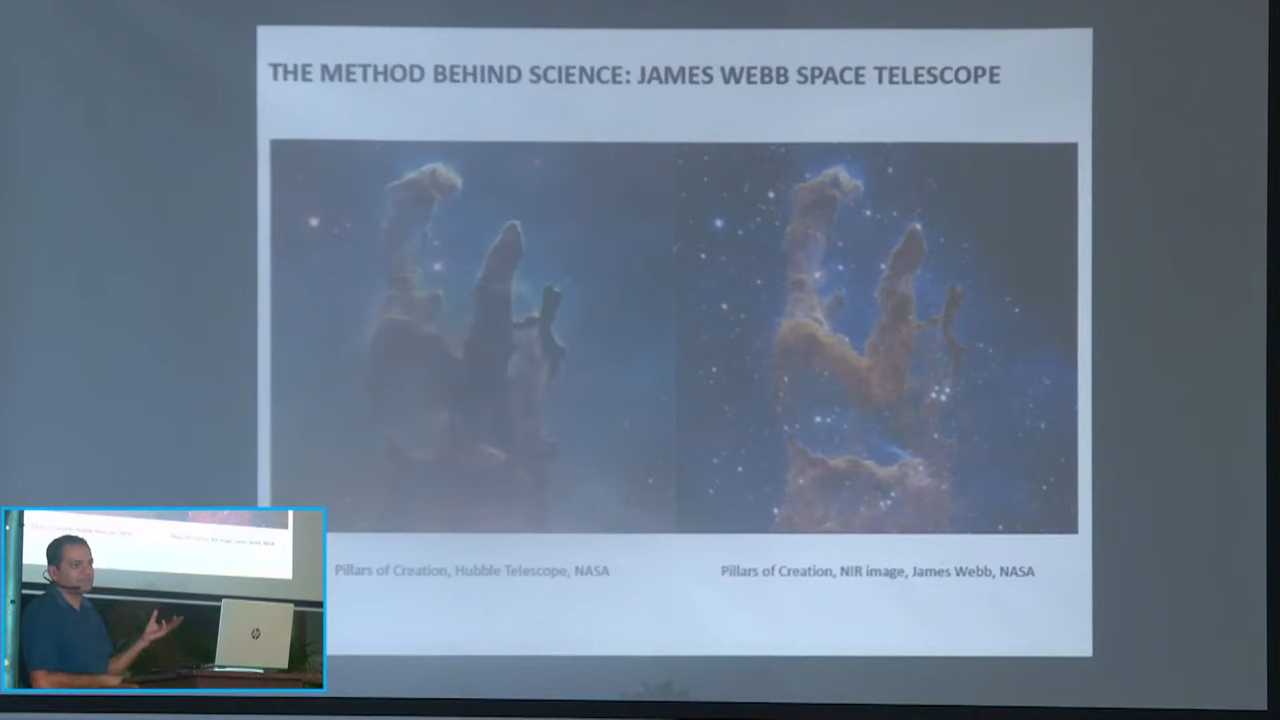 THE METHOD BEHIND SCIENCE: JAMES WEBB SPACE TELESCOPE
Pillars of Creation, Hubble Telescope, NASA
Pillars of Creation, NIR image, James Webb, NASA
hp